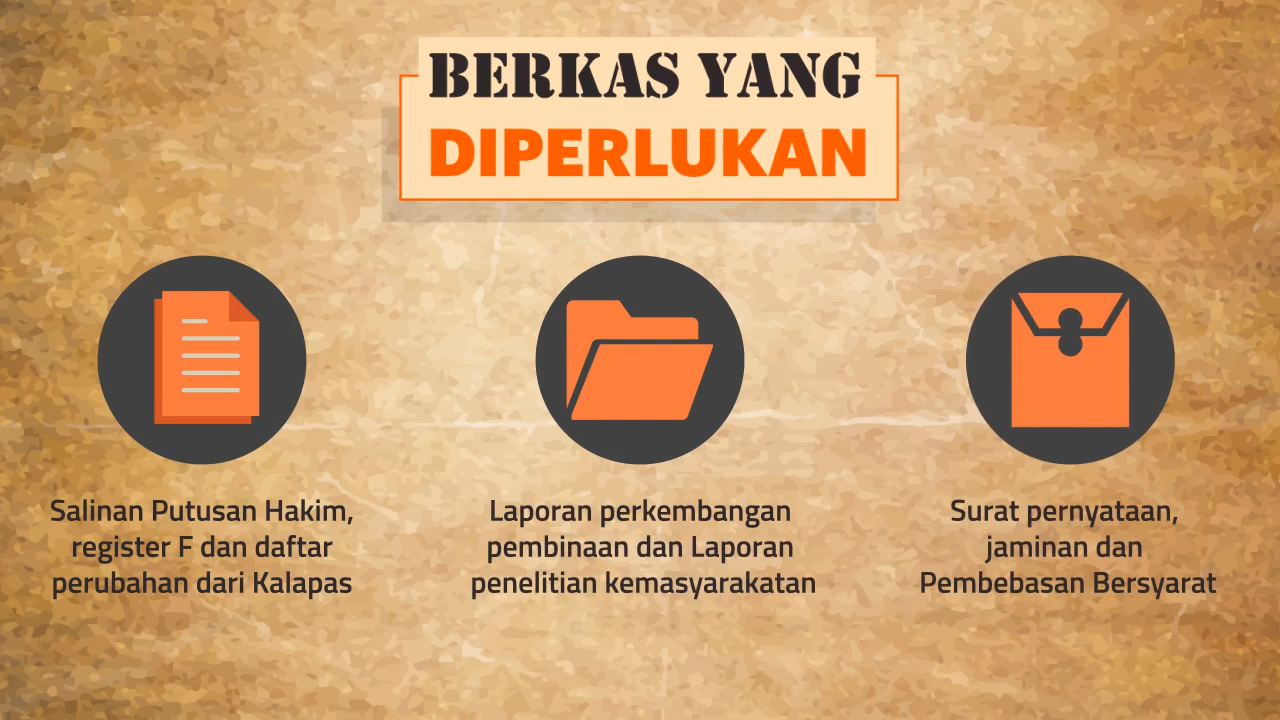 BERKAS YANG
DIPERLUKAN
Salinan Putusan Hakim,
register F dan daftar
perubahan dari Kalapas
Laporan perkembangan
pembinaan dan Laporan
penelitian kemasyarakatan
Surat pernyataan,
jaminan dan
Pembebasan Bersyarat